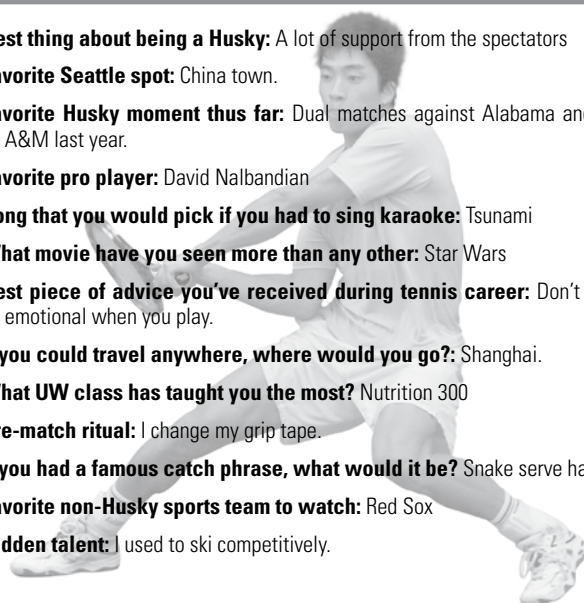 est thing about being a Husky: A lot of support from the spectators
avorite Seattle spot: China town.
avorite Husky moment thus far: Dual matches against Alabama and
A&M last year.
avorite pro player: David Nalbandian
ong that you would pick if you had to sing karaoke: Tsunami
hat movie have you seen more than any other: Star Wars
est piece of advice you've received during tennis career: Don't
emotional when you play.
you could travel anywhere, where would you go?: Shanghai.
hat UW class has taught you the most? Nutrition 300
re-match ritual: I change my grip tape.
you had a famous catch phrase, what would it be? Snake serve ha
avorite non-Husky sports team to watch: Red Sox
dden talent: I used to ski competitively.